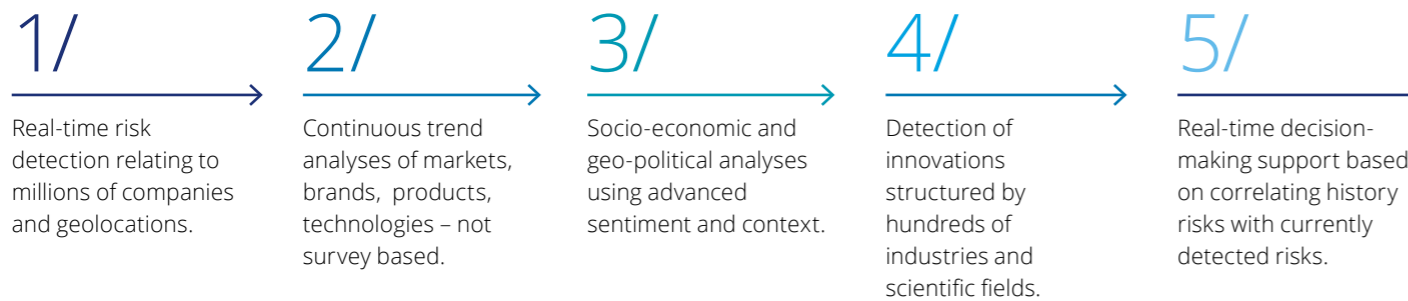 1/
Real-time risk
detection relating to
millions of companies
and geolocations.
2/
Continuous trend
analyses of markets,
brands,  products,
technologies – not
survey based.
3/
Socio-economic and
geo-political analyses
using advanced
sentiment and context.
4/
Detection of
innovations
structured by
hundreds of
industries and
scientific fields.
5/
Real-time decision-
making support based
on correlating history
risks with currently
detected risks.